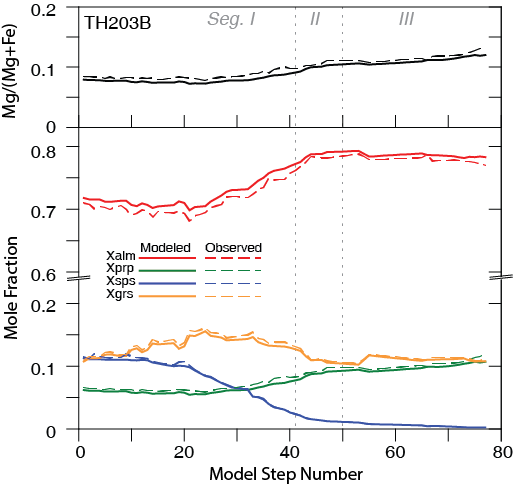 TH203B
Seg. I
II
III
Mg/(Mg+Fe)
0.2
0.1
0
Mole Fraction
0.8
0.7
0.6
0.2
0.1
0
Modeled Observed
Xalm
Xprp
Xsps
Xgrs
0 20 40 60 80
Model Step Number